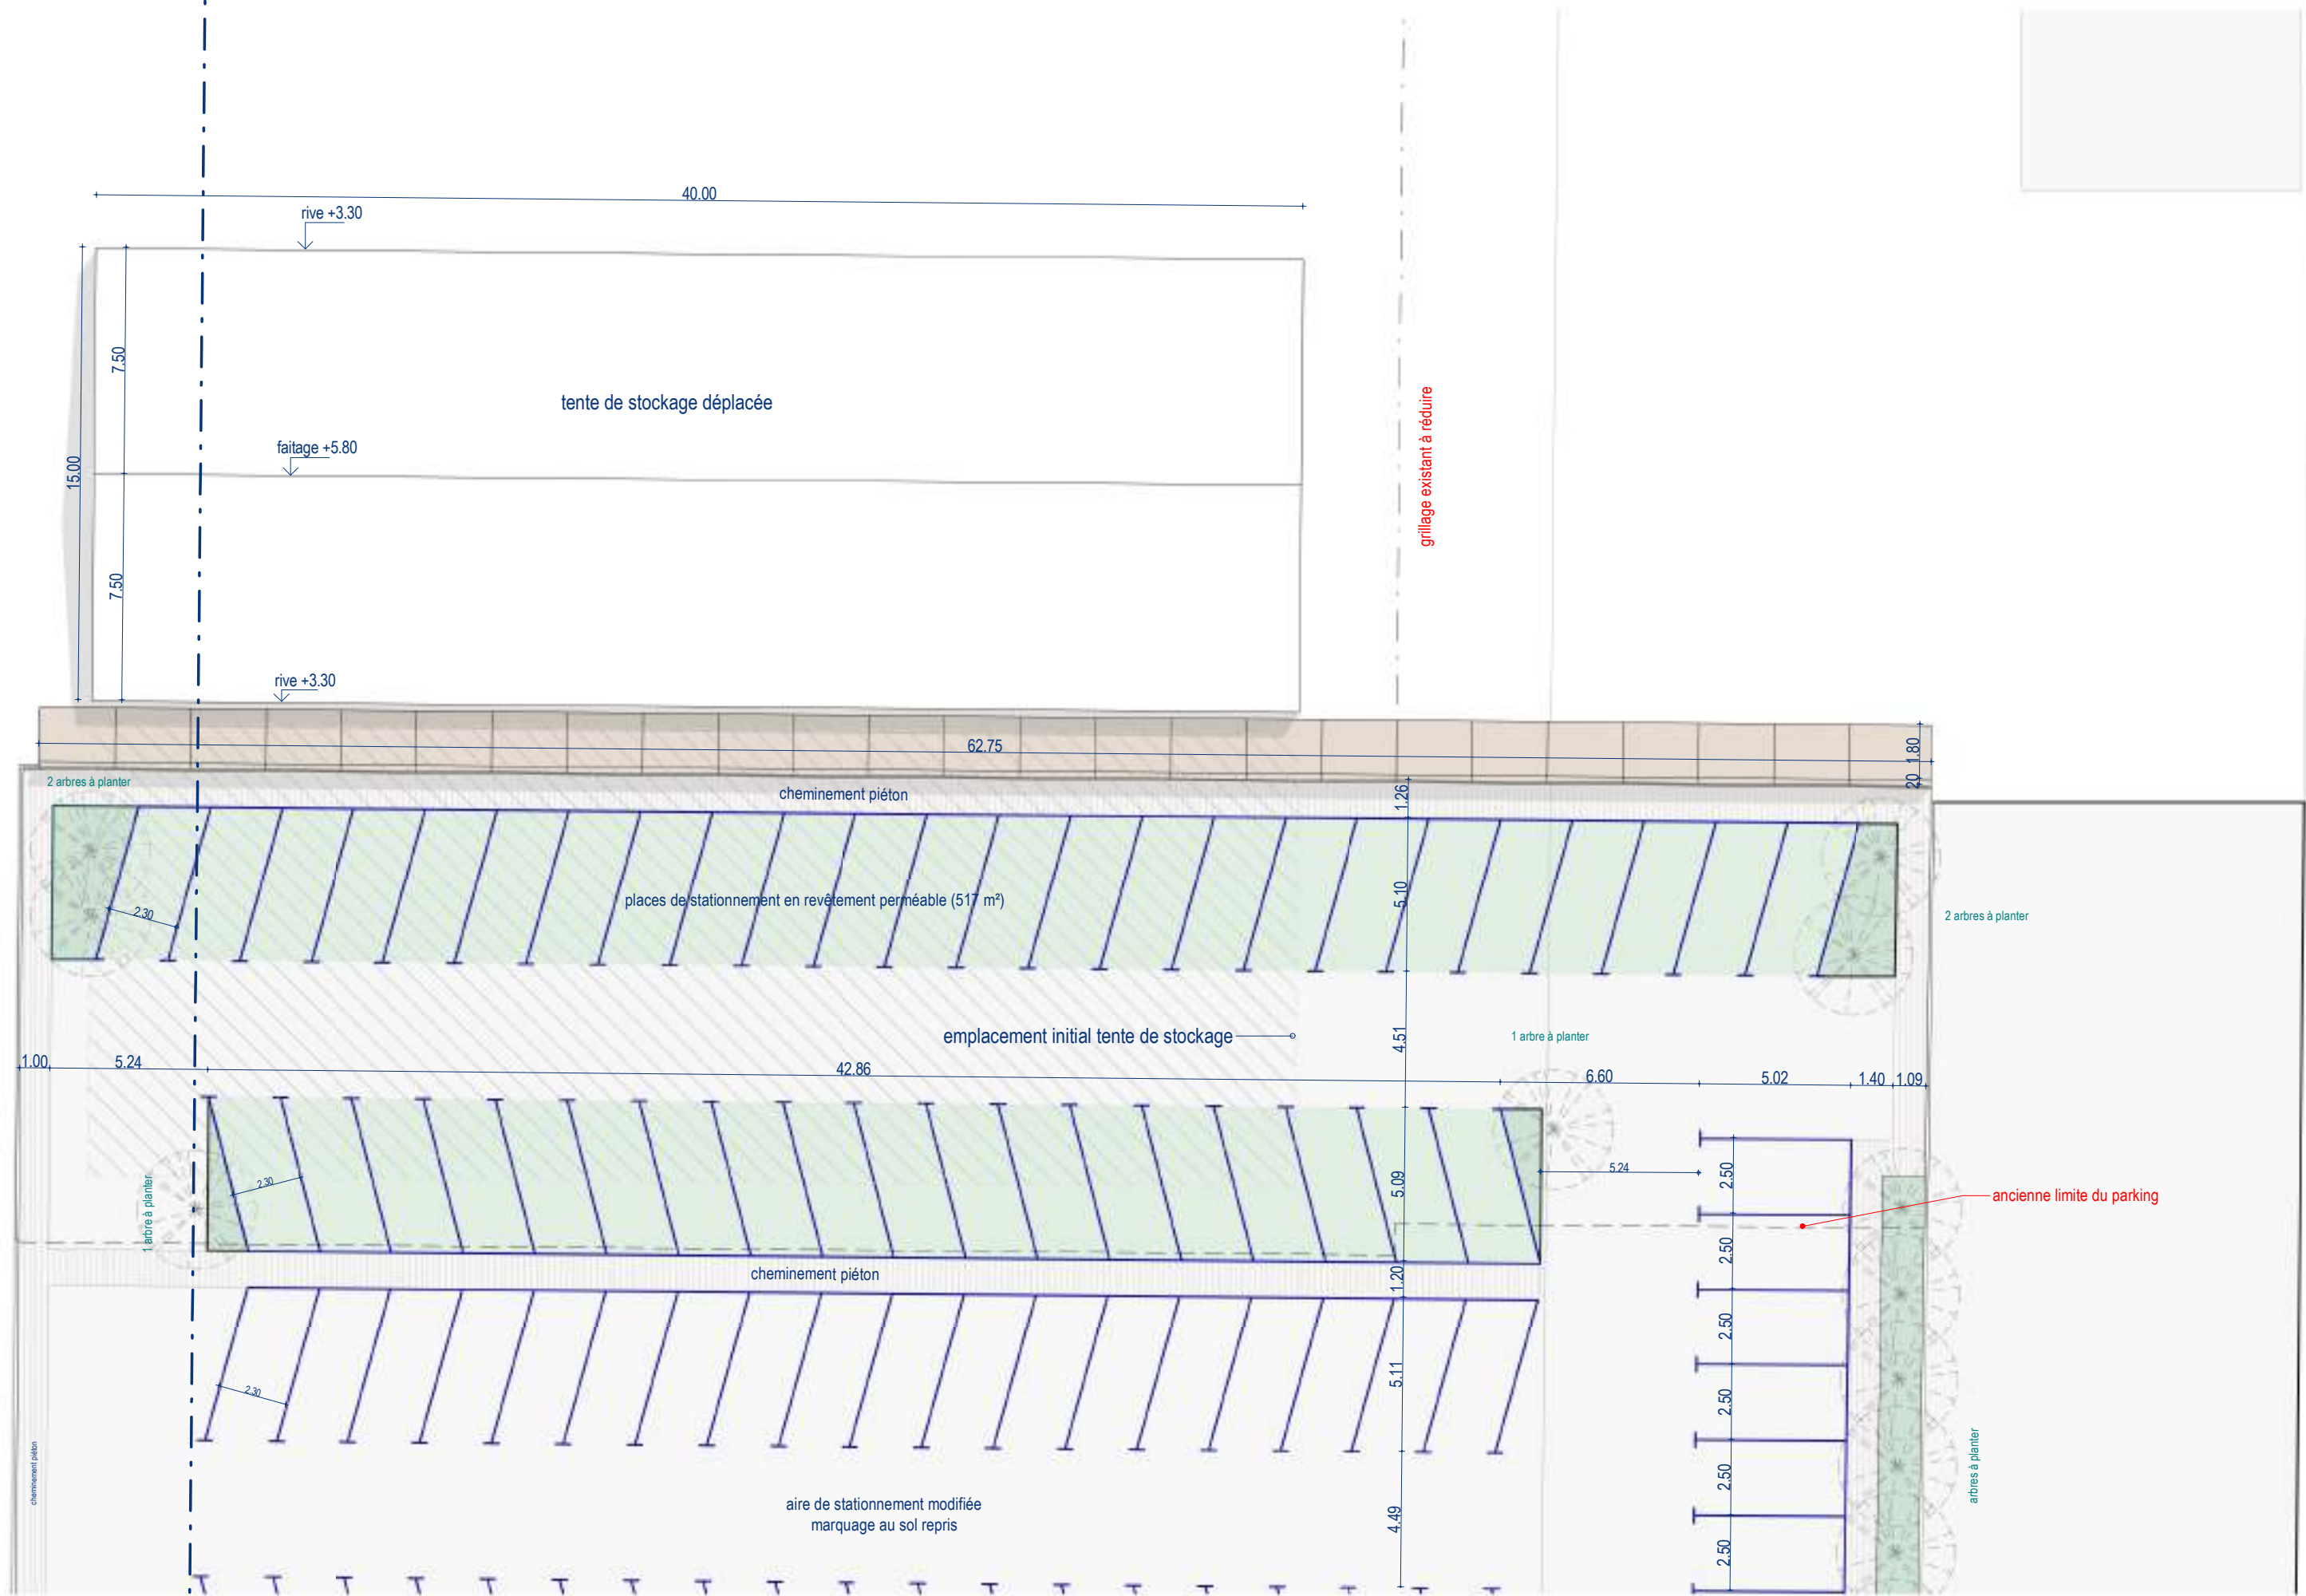 40.00
rive +3.30
7.50
tente de stockage déplacée
grillage existant à réduire
faitage +5.80
15.00
7.50
rive +3.30
62.75
1.80
20
2 arbres à planter
cheminement piéton
1.26
places de stationnement en revêtement perméable (517 m²)
5.10
2.30
2 arbres à planter
emplacement initial tente de stockage
4.51
1 arbre à planter
1.00
5.24
42.86
6.60
5.02
1.40
1.09
5.24
2.50
2.30
5.09
1 arbre à planter
ancienne limite du parking
2.50
cheminement piéton
1.20
2.50
2.30
5.11
2.50
cheminement piéton
2.50
arbres à planter
aire de stationnement modifiée
marquage au sol repris
4.49
2.50